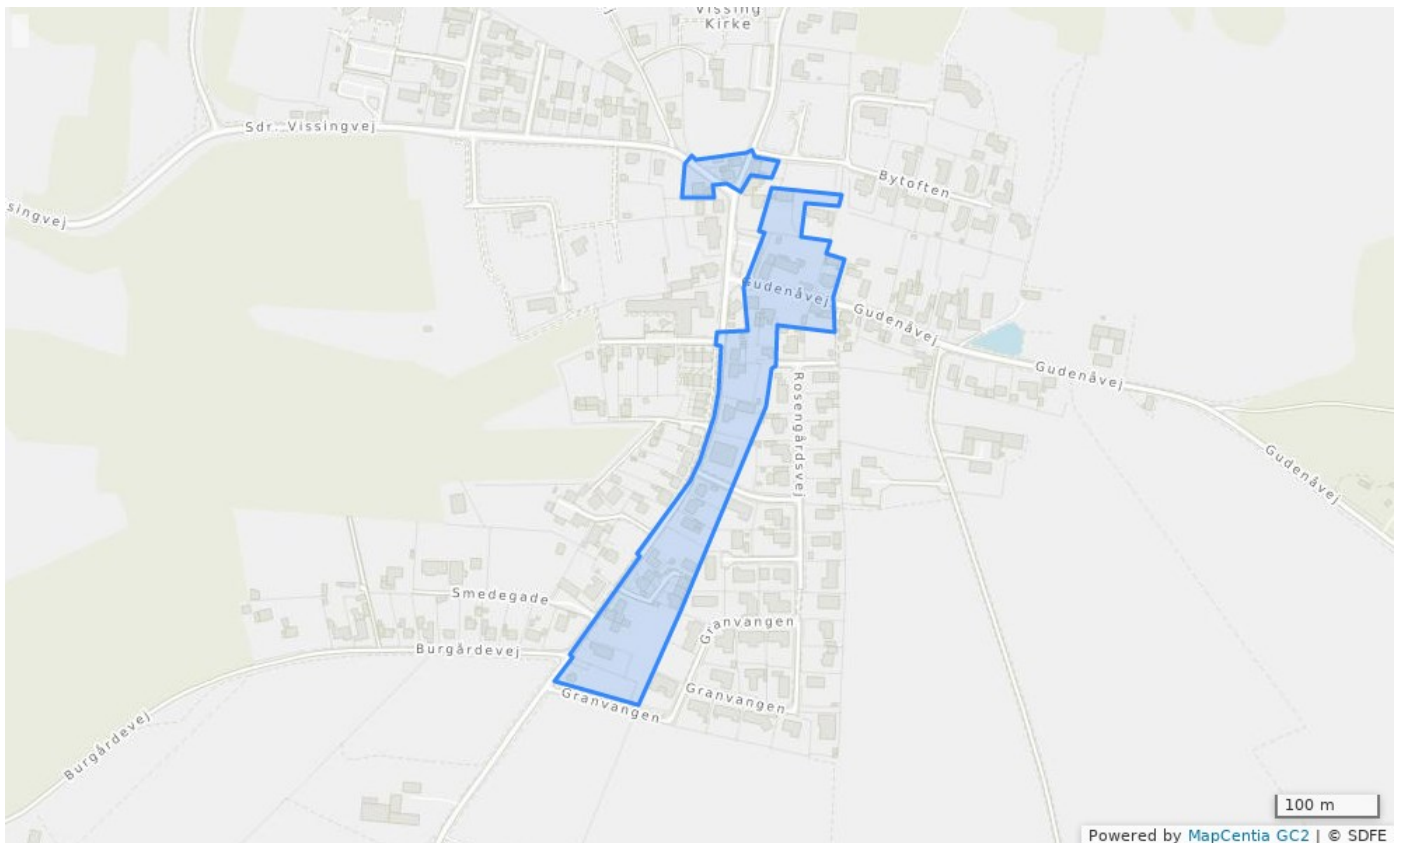 Vissing
Kirke
Sdr. Vissingvej
Bytoften
singvej
Gudenåvej
Gudenåvej
Gudenåvej
Rosengårdsvej
Gudenåvej
Smedegade
Granvangen
Burgårdevej
Granvangen
Granvangen
Burgårdevej
100 m
Powered by MapCentia GC2 | © SDFE